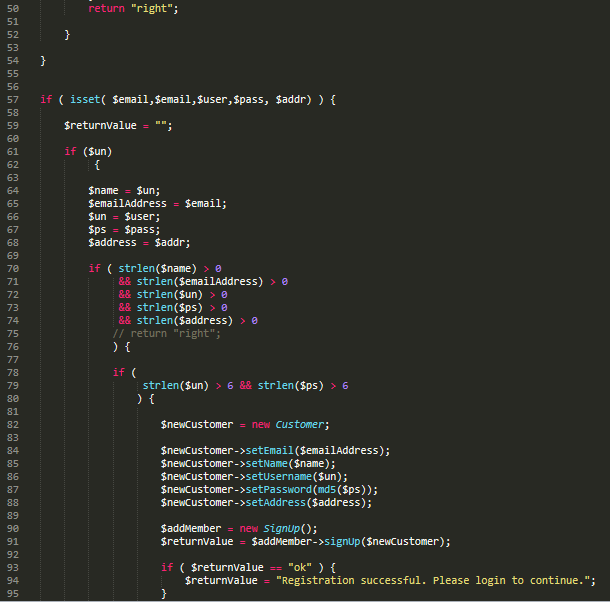 50 return "right";
51
52 }
53
54 }
55
56
57 if ( isset( $email,$email,$user,$pass, $addr) ) {
58
59 $returnValue = "";
60
61 if ($un)
62 {
63
64 $name = $un;
65 $emailAddress = $email;
66 $un = $user;
67 $ps = $pass;
68 $address = $addr;
69
70 if ( strlen($name) > 0
71 && strlen($emailAddress) > 0
72 && strlen($un) > 0
73 && strlen($ps) > 0
74 && strlen($address) > 0
75 // return "right";
76 ) {
77
78 if (
79 strlen($un) > 6 && strlen($ps) > 6
80 ) {
81
82 $newCustomer = new Customer;
83
84 $newCustomer->setEmail($emailAddress);
85 $newCustomer->setName($name);
86 $newCustomer->setUsername($un);
87 $newCustomer->setPassword(md5($ps));
88 $newCustomer->setAddress($address);
89
90 $addMember = new SignUp();
91 $returnValue = $addMember->signUp($newCustomer);
92
93 if ( $returnValue == "ok" ) {
94 $returnValue = "Registration successful. Please login to continue.";
95 }